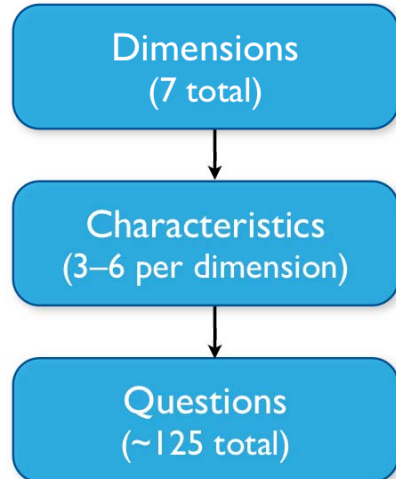 Dimensions
(7 total)
Characteristics
(3–6 per dimension)
Questions
(~125 total)